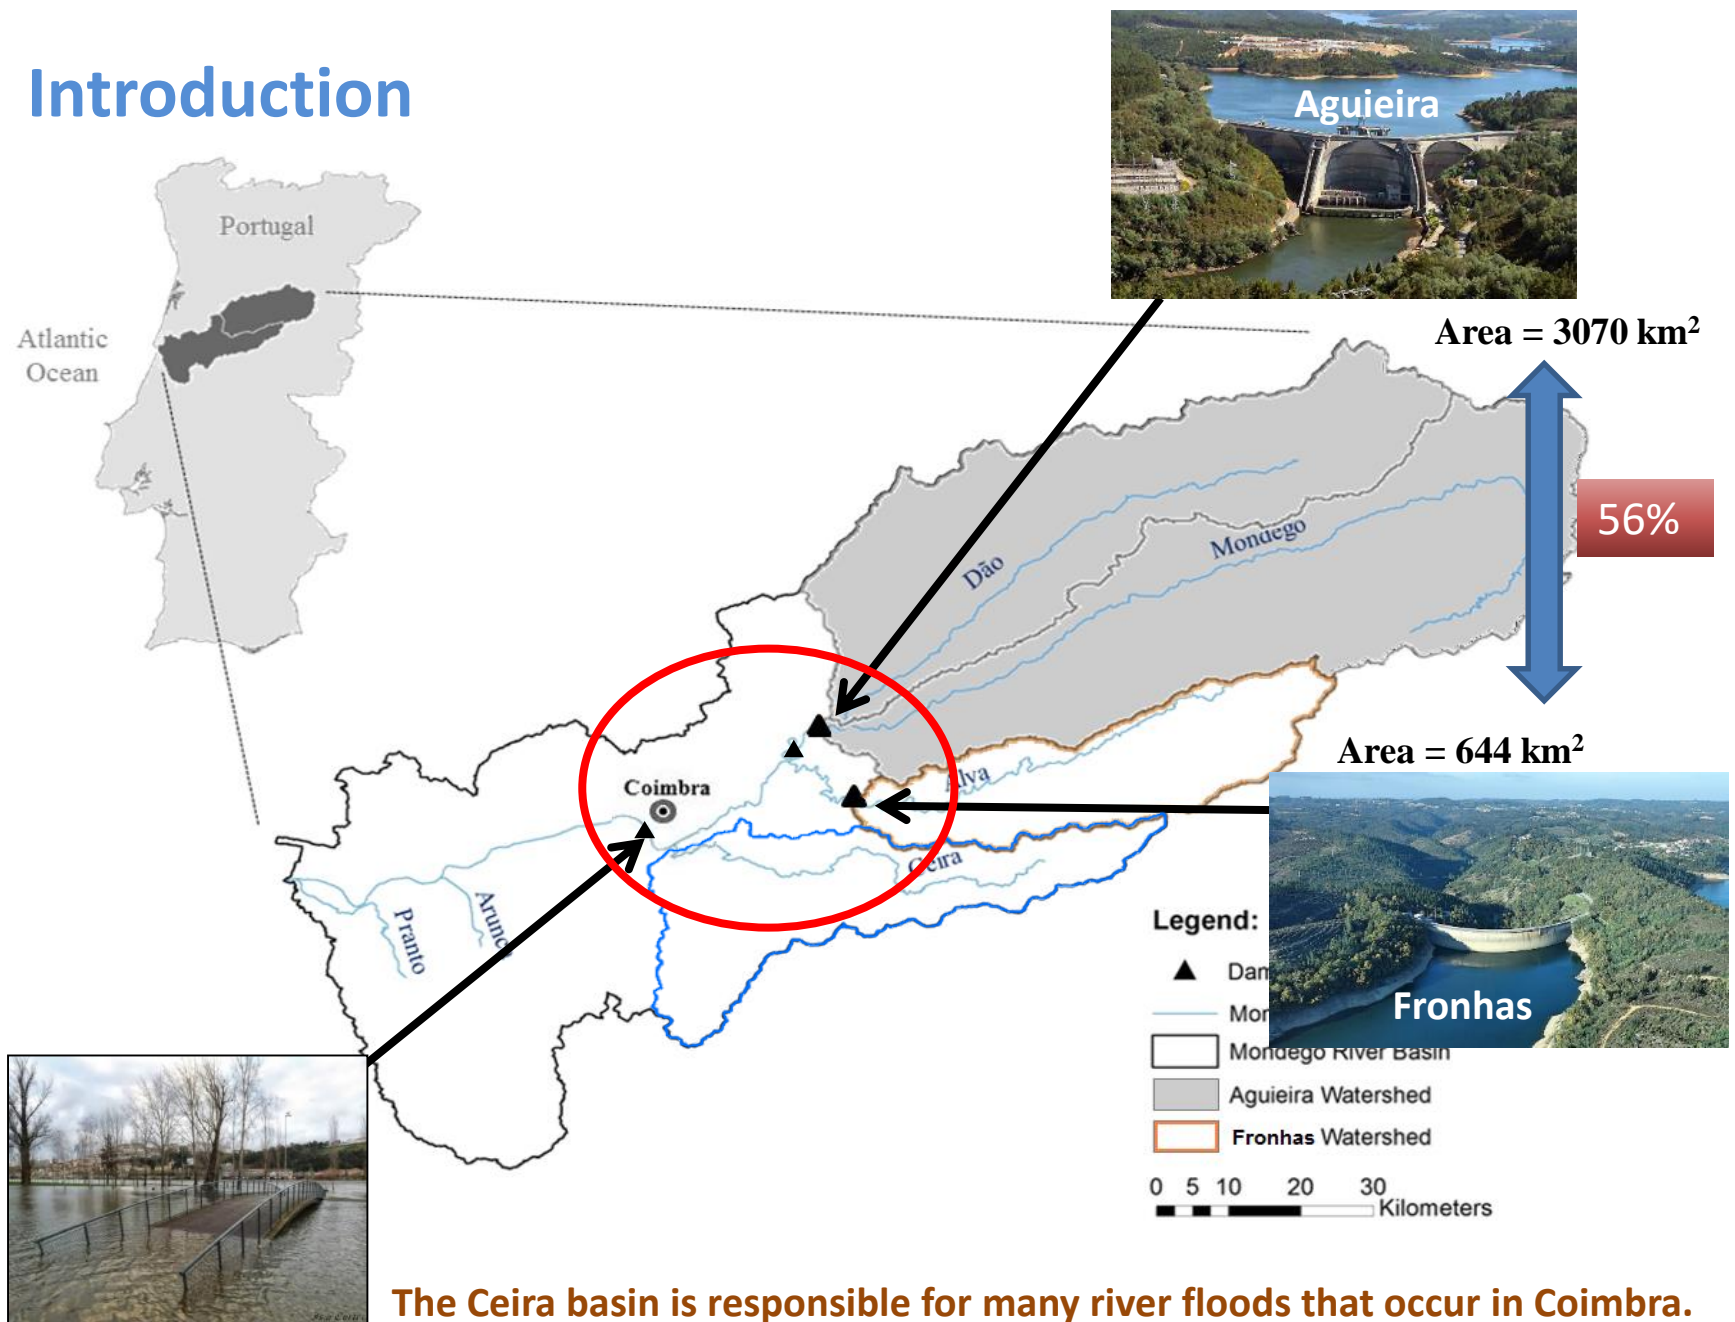 Introduction
Aguieira
Portugal
Atlantic
Ocean
Area = 3070 km²
56%
Dão
Mondego
Area = 644 km²
Alva
Coimbra
Ceira
Pranto
Legend:
Fronhas
Mondego River Basin
Aguieira Watershed
Fronhas Watershed
0 5 10 20 30
Kilometers
The Ceira basin is responsible for many river floods that occur in Coimbra.